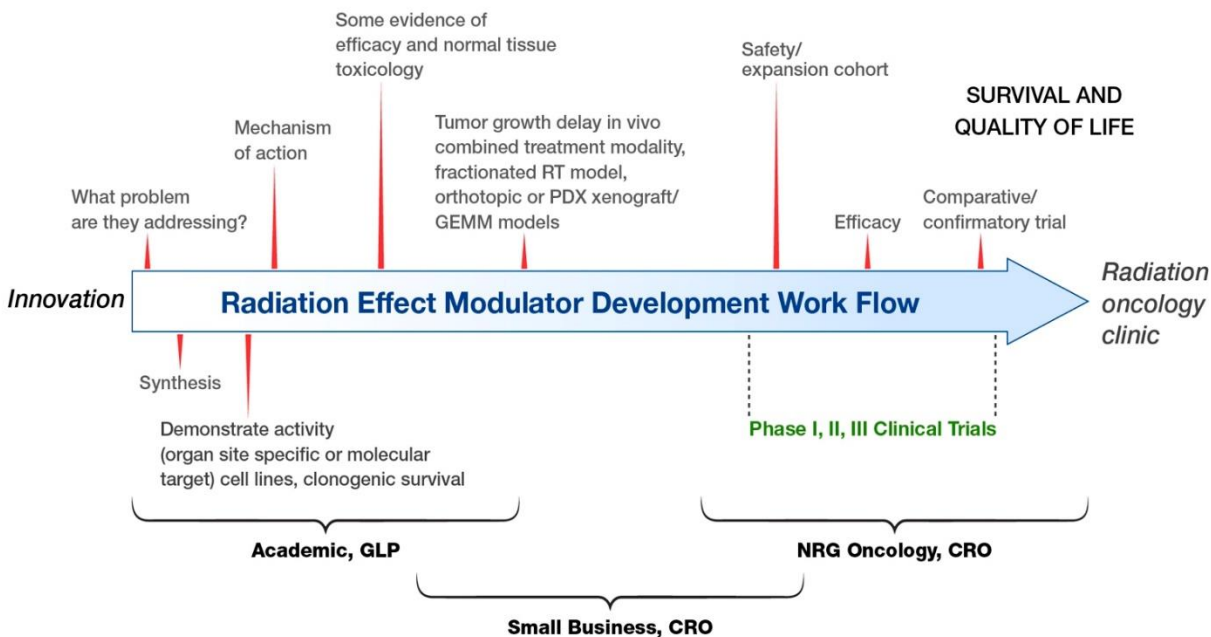 Some evidence of
efficacy and normal tissue
toxicology
Safety/
expansion cohort
SURVIVAL AND
QUALITY OF LIFE
Mechanism
of action
Tumor growth delay in vivo
combined treatment modality,
fractionated RT model,
orthotopic or PDX xenograft/
GEMM models
What problem
are they addressing?
Efficacy
Comparative/
confirmatory trial
Innovation
Radiation Effect Modulator Development Work Flow
Radiation
oncology
clinic
Synthesis
Demonstrate activity
(organ site specific or molecular
target) cell lines, clonogenic survival
Phase I, II, III Clinical Trials
Academic, GLP
NRG Oncology, CRO
Small Business, CRO